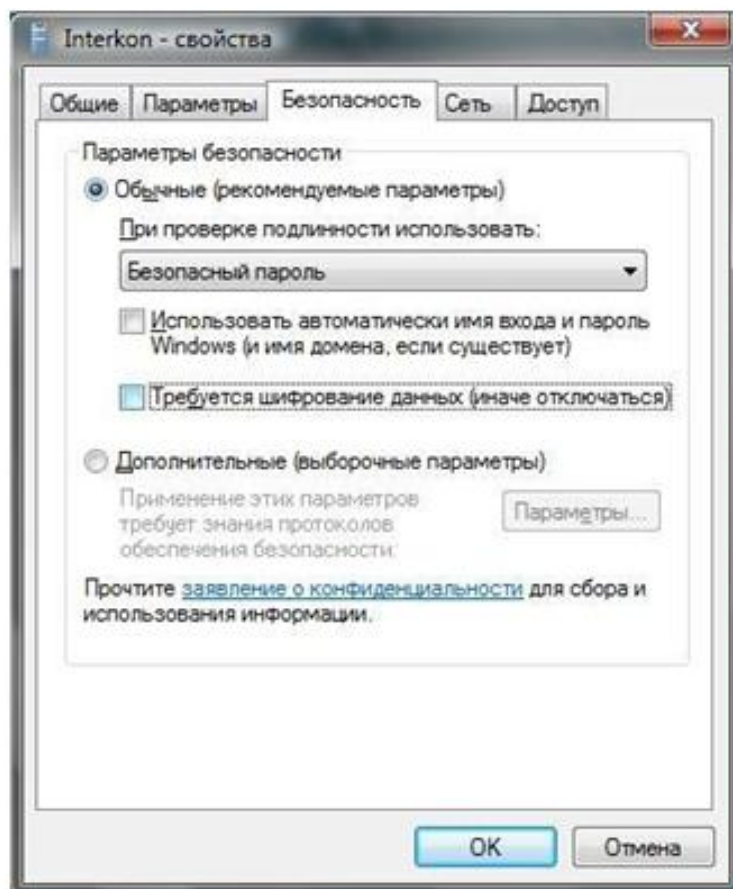 Interkon - свойства
Общие Параметры Безопасность Сеть Доступ
Параметры безопасности
Обычные (рекомендуемые параметры)
При проверке подлинности использовать:
Безопасный пароль
Использовать автоматически имя входа и пароль
Windows (и имя домена, если существует)
Требуется шифрование данных (иначе отключаться)
Дополнительные (выборочные параметры)
Применение этих параметров
требует знания протоколов
обеспечения безопасности:
Параметры...
Прочтите заявление о конфиденциальности для сбора и
использования информации.
OK Отмена